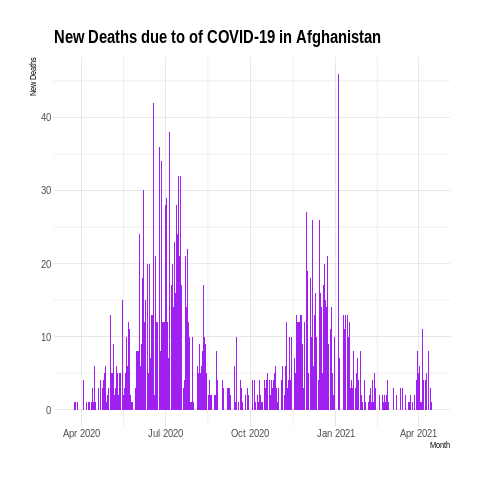 New Deaths due to of COVID-19 in Afghanistan
New Deaths
40
30
20
10
0
Apr 2020 Jul 2020 Oct 2020 Jan 2021 Apr 2021
Month